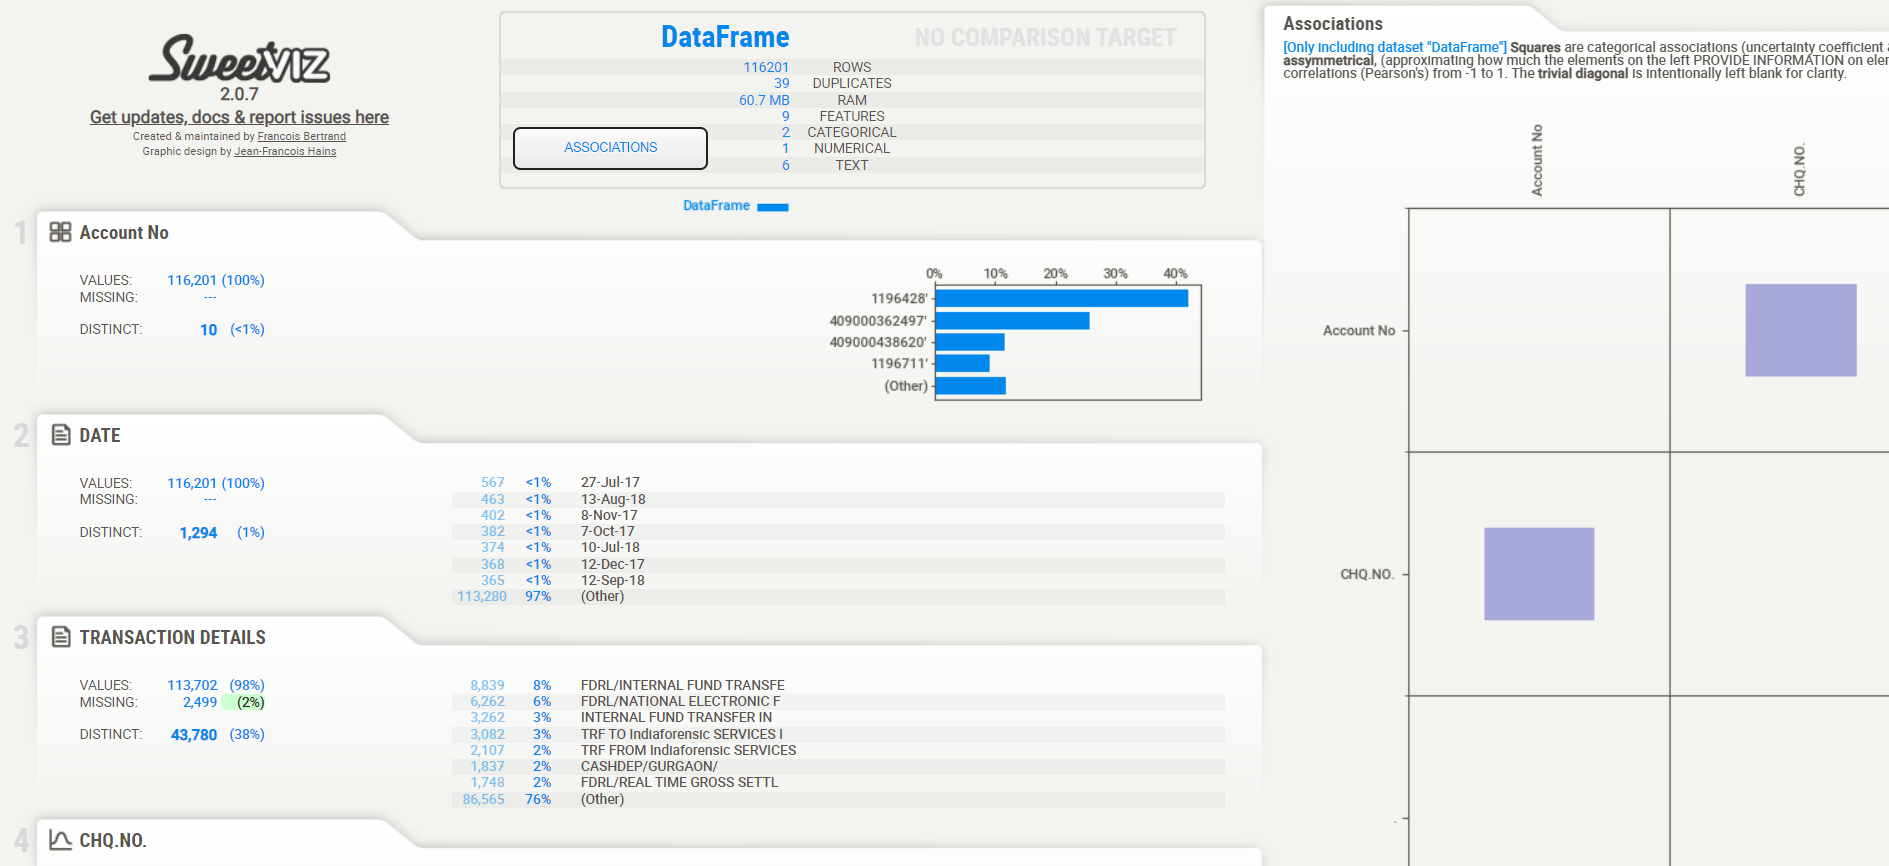 SweetVIZ
2.0.7
Get updates, docs & report issues here
Created & maintained by Francois Bertrand
Graphic design by Jean-Francois Hains
DataFrame
NO COMPARISON TARGET
116201 ROWS
39 DUPLICATES
60.7 MB RAM
9 FEATURES
2 CATEGORICAL
1 NUMERICAL
6 TEXT
ASSOCIATIONS
DataFrame
1
Account No
VALUES: 116,201 (100%)
MISSING: ---
DISTINCT: 10 (<1%)
0% 10% 20% 30% 40%
1196428'
409000362497'
409000438620'
1196711'
(Other)
2
DATE
VALUES: 116,201 (100%)
MISSING: ---
DISTINCT: 1,294 (1%)
567 <1% 27-Jul-17
463 <1% 13-Aug-18
402 <1% 8-Nov-17
382 <1% 7-Oct-17
374 <1% 10-Jul-18
368 <1% 12-Dec-17
365 <1% 12-Sep-18
113,280 97% (Other)
3
TRANSACTION DETAILS
VALUES: 113,702 (98%)
MISSING: 2,499 (2%)
DISTINCT: 43,780 (38%)
8,839 8% FDRL/INTERNAL FUND TRANSFE
6,262 6% FDRL/NATIONAL ELECTRONIC F
3,262 3% INTERNAL FUND TRANSFER IN
3,082 3% TRF TO Indiaforensic SERVICES I
2,107 2% TRF FROM Indiaforensic SERVICES
1,837 2% CASHDEP/GURGAON/
1,748 2% FDRL/REAL TIME GROSS SETTL
86,565 76% (Other)
4
CHQ.NO.
Associations
[Only including dataset "DataFrame"] Squares are categorical associations (uncertainty coefficient
assymmetrical, (approximating how much the elements on the left PROVIDE INFORMATION on elem
correlations (Pearson's) from -1 to 1. The trivial diagonal is intentionally left blank for clarity.
Account No
CHQ.NO.
Account No
CHQ.NO.
.